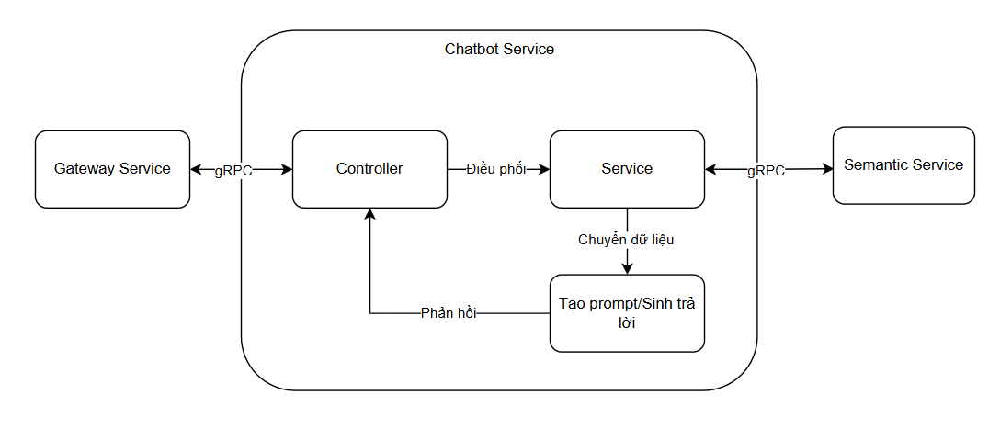 Chatbot Service
Gateway Service
gRPC
Controller
Điều phối
Service
gRPC
Semantic Service
Chuyển dữ liệu
Phản hồi
Tạo prompt/Sinh trả
lời